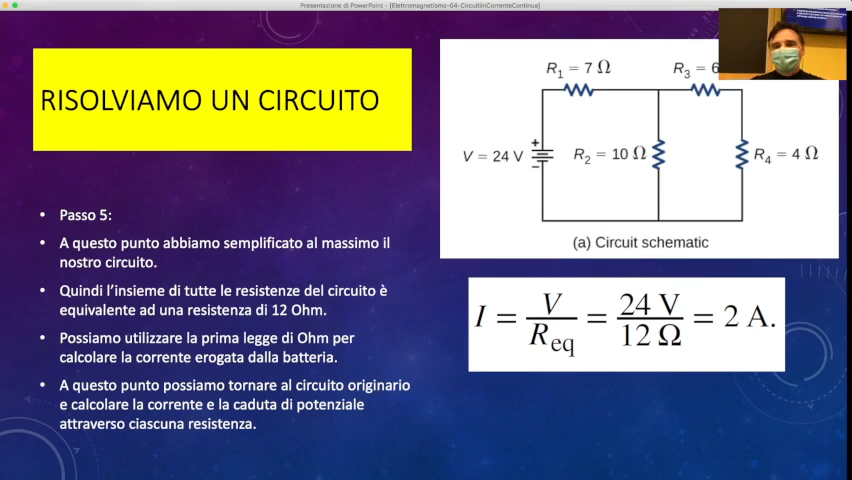 Presentazione di PowerPoint - [Elettromagnetismo-04-CircuitiInCorrenteContinua]
RISOLVIAMO UN CIRCUITO
• Passo 5:
• A questo punto abbiamo semplificato al massimo il
nostro circuito.
• Quindi l'insieme di tutte le resistenze del circuito è
equivalente ad una resistenza di 12 Ohm.
• Possiamo utilizzare la prima legge di Ohm per
calcolare la corrente erogata dalla batteria.
• A questo punto possiamo tornare al circuito originario
e calcolare la corrente e la caduta di potenziale
attraverso ciascuna resistenza.
R₁ = 7 Ω
R₃ = 6
V = 24 V
R₂ = 10 Ω
R₄ = 4 Ω
(a) Circuit schematic
I = V / R_eq = 24 V / 12 Ω = 2 A.